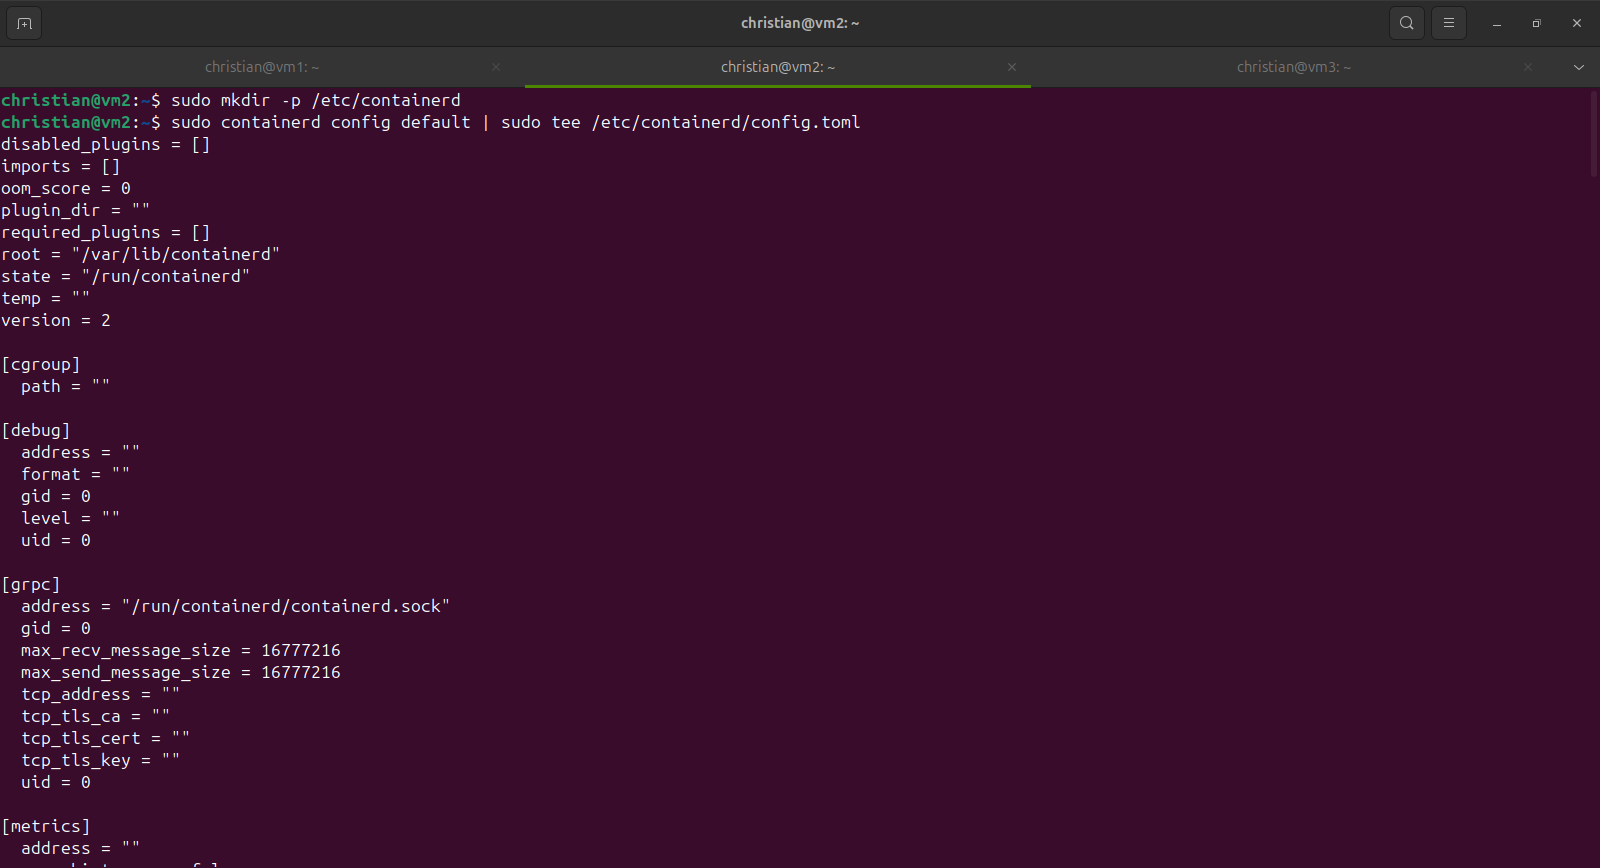 christian@vm2: ~
christian@vm1: ~
christian@vm2: ~
christian@vm3: ~
christian@vm2:~$ sudo mkdir -p /etc/containerd
christian@vm2:~$ sudo containerd config default | sudo tee /etc/containerd/config.toml
disabled_plugins = []
imports = []
oom_score = 0
plugin_dir = ""
required_plugins = []
root = "/var/lib/containerd"
state = "/run/containerd"
temp = ""
version = 2

[cgroup]
  path = ""

[debug]
  address = ""
  format = ""
  gid = 0
  level = ""
  uid = 0

[grpc]
  address = "/run/containerd/containerd.sock"
  gid = 0
  max_recv_message_size = 16777216
  max_send_message_size = 16777216
  tcp_address = ""
  tcp_tls_ca = ""
  tcp_tls_cert = ""
  tcp_tls_key = ""
  uid = 0

[metrics]
  address = ""